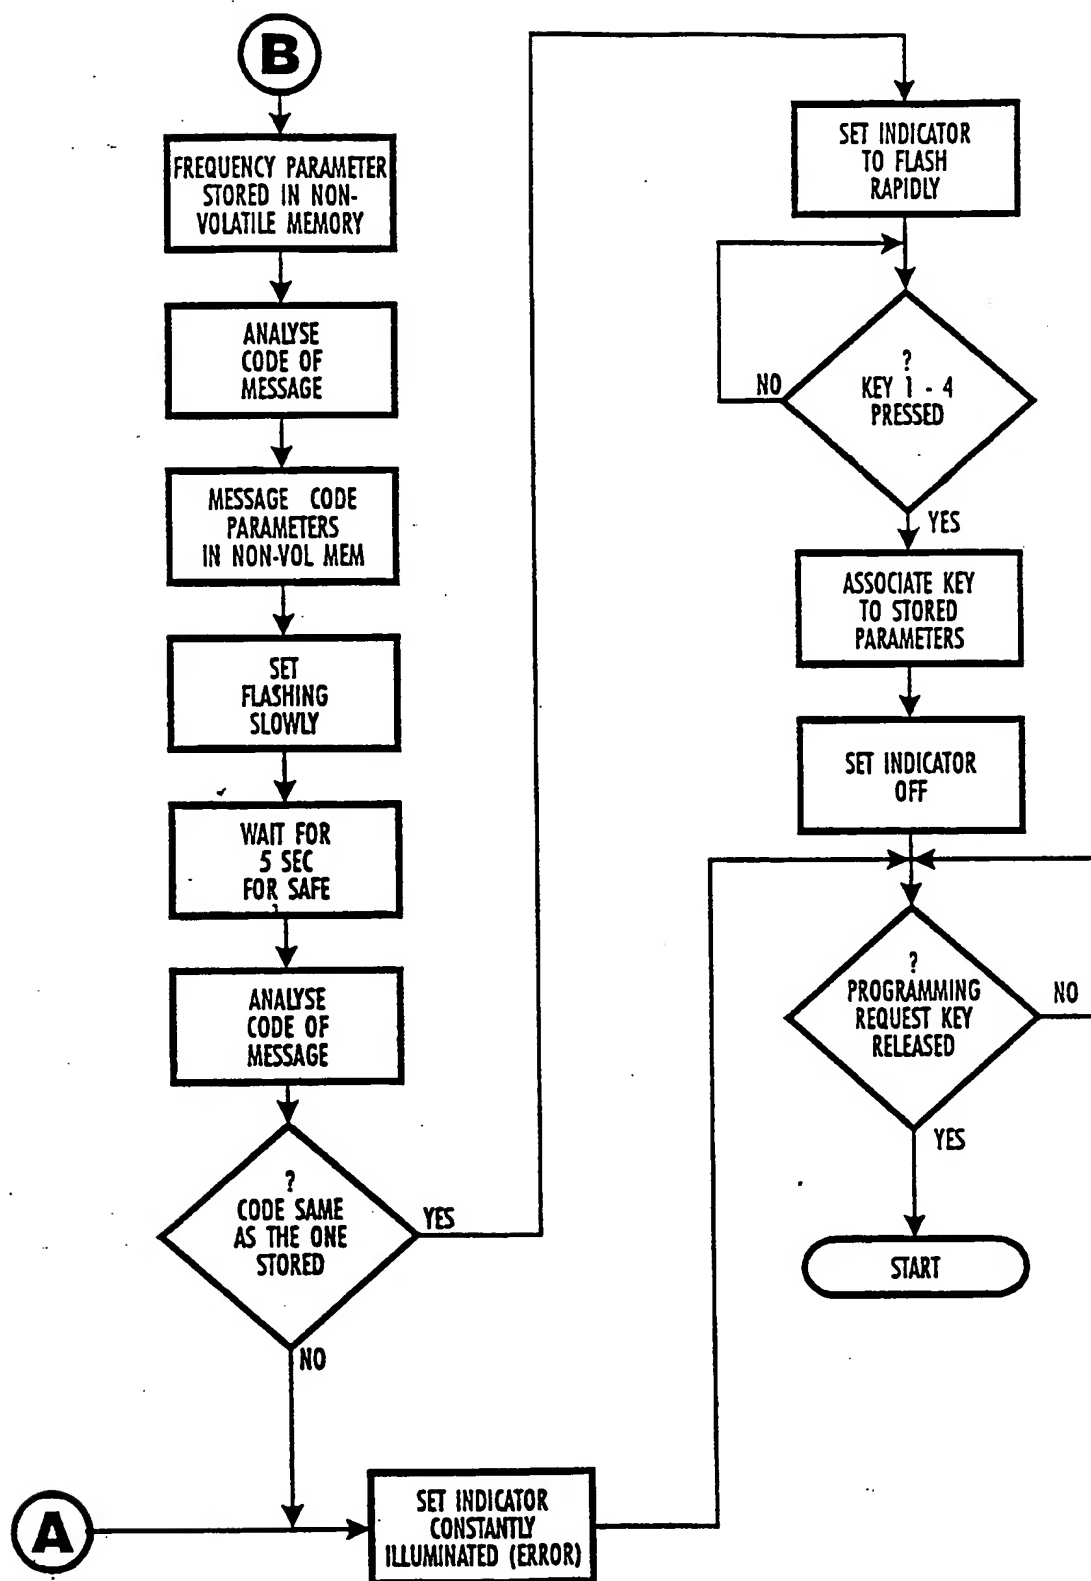 B
FREQUENCY PARAMETER
STORED IN NON-
VOLATILE MEMORY
ANALYSE
CODE OF
MESSAGE
MESSAGE CODE
PARAMETERS
IN NON-VOL MEM
SET
FLASHING
SLOWLY
WAIT FOR
5 SEC
FOR SAFE
ANALYSE
CODE OF
MESSAGE
?
CODE SAME
AS THE ONE
STORED
YES
NO
A
SET INDICATOR
CONSTANTLY
ILLUMINATED (ERROR)
SET INDICATOR
TO FLASH
RAPIDLY
?
KEY 1 - 4
PRESSED
NO
YES
ASSOCIATE KEY
TO STORED
PARAMETERS
SET INDICATOR
OFF
?
PROGRAMMING
REQUEST KEY
RELEASED
NO
YES
START